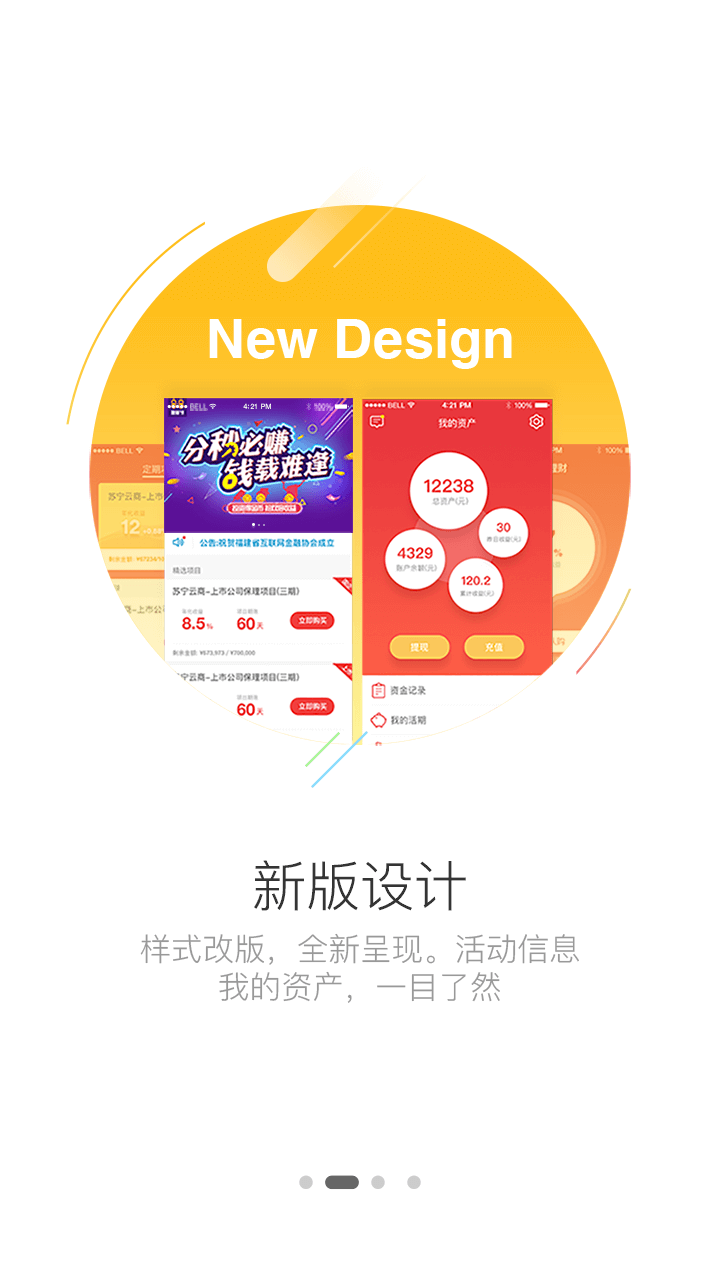 New Design
BELL 4:21 PM 100%
分秒必赚
钱载难逢
公告:祝贺福建省互联网金融协会成立
精选项目
苏宁云商-上市公司保理项目(三期)
8.5%
60天
立即购买
剩余金额: ¥673,973 / ¥700,000
宁云商-上市公司保理项目(三期)
60天
立即购买
BELL 4:21 PM 100%
我的资产
12238
总资产(元)
30
昨日收益(元)
4329
账户余额(元)
120.2
累计收益(元)
提现
充值
资金记录
我的活期
BELL
定期
苏宁云商-上市
12
PM 100%
理财
新版设计
样式改版，全新呈现。活动信息
我的资产，一目了然